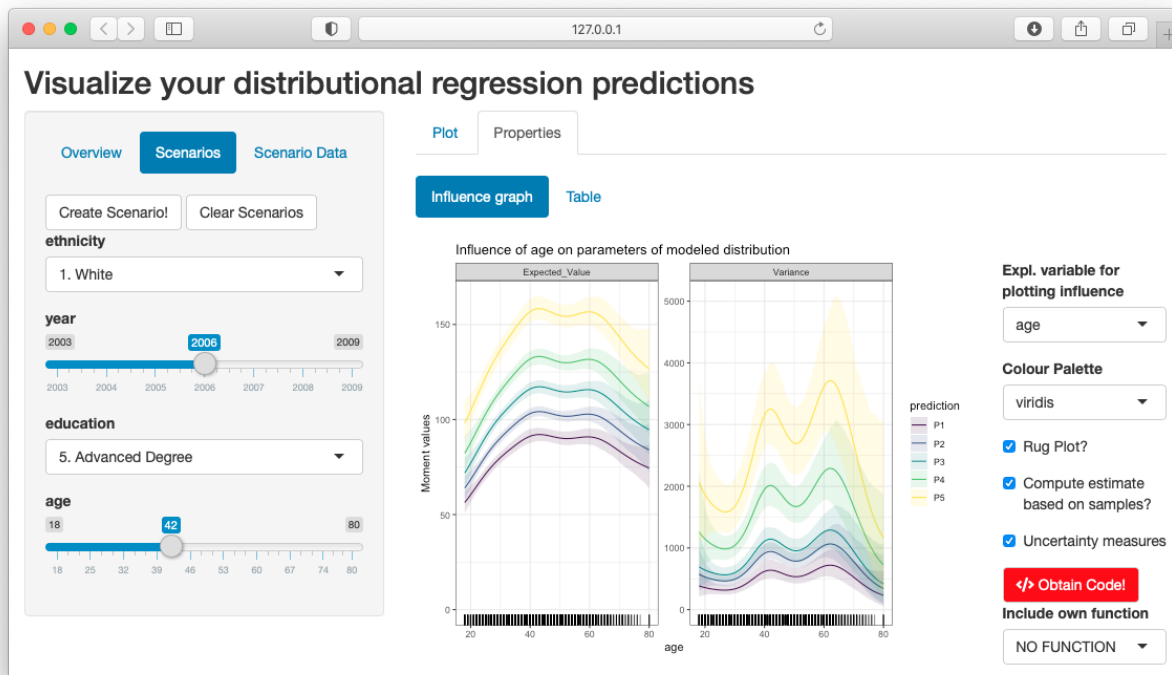 127.0.0.1
Visualize your distributional regression predictions
Overview
Scenarios
Scenario Data
Create Scenario!
Clear Scenarios
ethnicity
1. White
year
2003
2006
2009
2003 2004 2005 2006 2007 2008 2009
education
5. Advanced Degree
age
18
42
80
18 25 32 39 46 53 60 67 74 80
Plot
Properties
Influence graph
Table
Influence of age on parameters of modeled distribution
Expected_Value
Variance
Moment values
150
100
50
0
20 40 60 80
5000
4000
3000
2000
1000
0
20 40 60 80
age
prediction
P1
P2
P3
P4
P5
Expl. variable for
plotting influence
age
Colour Palette
viridis
Rug Plot?
Compute estimate
based on samples?
Uncertainty measures
</> Obtain Code!
Include own function
NO FUNCTION